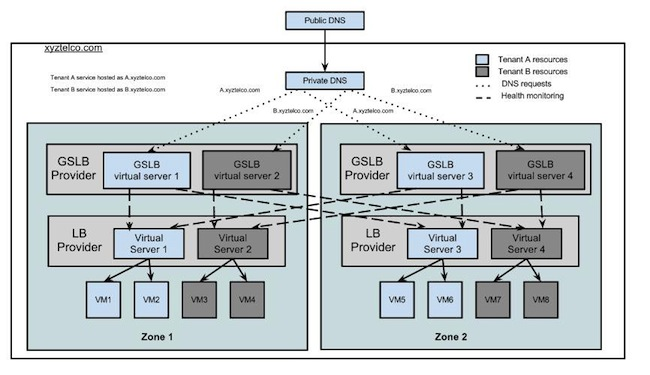 Public DNS
xyztelco.com
Tenant A service hosted as A.xyztelco.com
Tenant B service hosted as B.xyztelco.com
Private DNS
Tenant A resources
Tenant B resources
DNS requests
Health monitoring
A.xyztelco.com
B.xyztelco.com
B.xyztelco.com
A.xyztelco.com
GSLB
Provider
GSLB
virtual server 1
GSLB
virtual server 2
GSLB
Provider
GSLB
virtual server 3
GSLB
virtual server 4
LB
Provider
Virtual
Server 1
Virtual
Server 2
LB
Provider
Virtual
Server 3
Virtual
Server 4
VM1
VM2
VM3
VM4
VM5
VM6
VM7
VM8
Zone 1
Zone 2